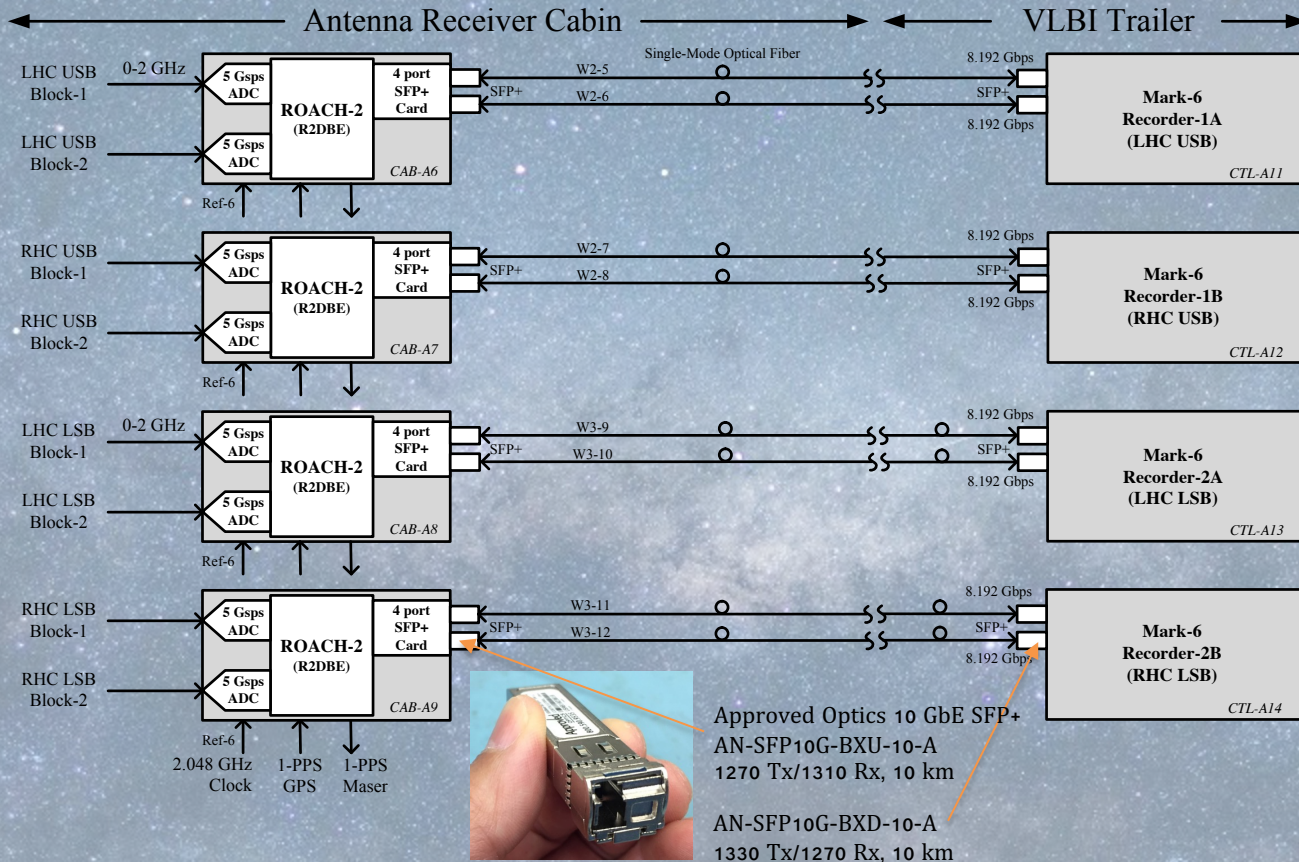 Antenna Receiver Cabin
VLBI Trailer
LHC USB
Block-1
0-2 GHz
LHC USB
Block-2
5 Gsps
ADC
5 Gsps
ADC
ROACH-2
(R2DBE)
4 port
SFP+
Card
CAB-A6
Ref-6
SFP+
Single-Mode Optical Fiber
W2-5
W2-6
8.192 Gbps
SFP+
8.192 Gbps
Mark-6
Recorder-1A
(LHC USB)
CTL-A11
RHC USB
Block-1
RHC USB
Block-2
5 Gsps
ADC
5 Gsps
ADC
ROACH-2
(R2DBE)
4 port
SFP+
Card
CAB-A7
Ref-6
SFP+
W2-7
W2-8
8.192 Gbps
SFP+
8.192 Gbps
Mark-6
Recorder-1B
(RHC USB)
CTL-A12
LHC LSB
Block-1
0-2 GHz
LHC LSB
Block-2
5 Gsps
ADC
5 Gsps
ADC
ROACH-2
(R2DBE)
4 port
SFP+
Card
CAB-A8
Ref-6
SFP+
W3-9
W3-10
8.192 Gbps
SFP+
8.192 Gbps
Mark-6
Recorder-2A
(LHC LSB)
CTL-A13
RHC LSB
Block-1
RHC LSB
Block-2
5 Gsps
ADC
5 Gsps
ADC
ROACH-2
(R2DBE)
4 port
SFP+
Card
CAB-A9
Ref-6
SFP+
W3-11
W3-12
8.192 Gbps
SFP+
8.192 Gbps
Mark-6
Recorder-2B
(RHC LSB)
CTL-A14
2.048 GHz
Clock
1-PPS
GPS
1-PPS
Maser
Approved Optics 10 GbE SFP+
AN-SFP10G-BXU-10-A
1270 Tx/1310 Rx, 10 km
AN-SFP10G-BXD-10-A
1330 Tx/1270 Rx, 10 km